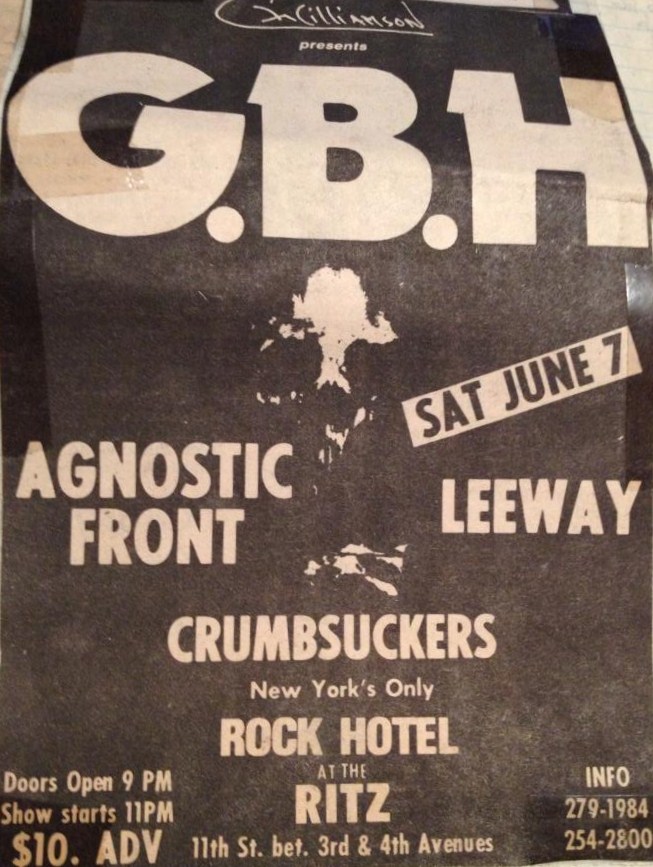 Williamson
presents
G.B.H
SAT JUNE 7
AGNOSTIC
FRONT
LEEWAY
CRUMBSUCKERS
New York's Only
ROCK HOTEL
AT THE
RITZ
11th St. bet. 3rd & 4th Avenues
Doors Open 9 PM
Show starts 11PM
$10. ADV
INFO
279-1984
254-2800